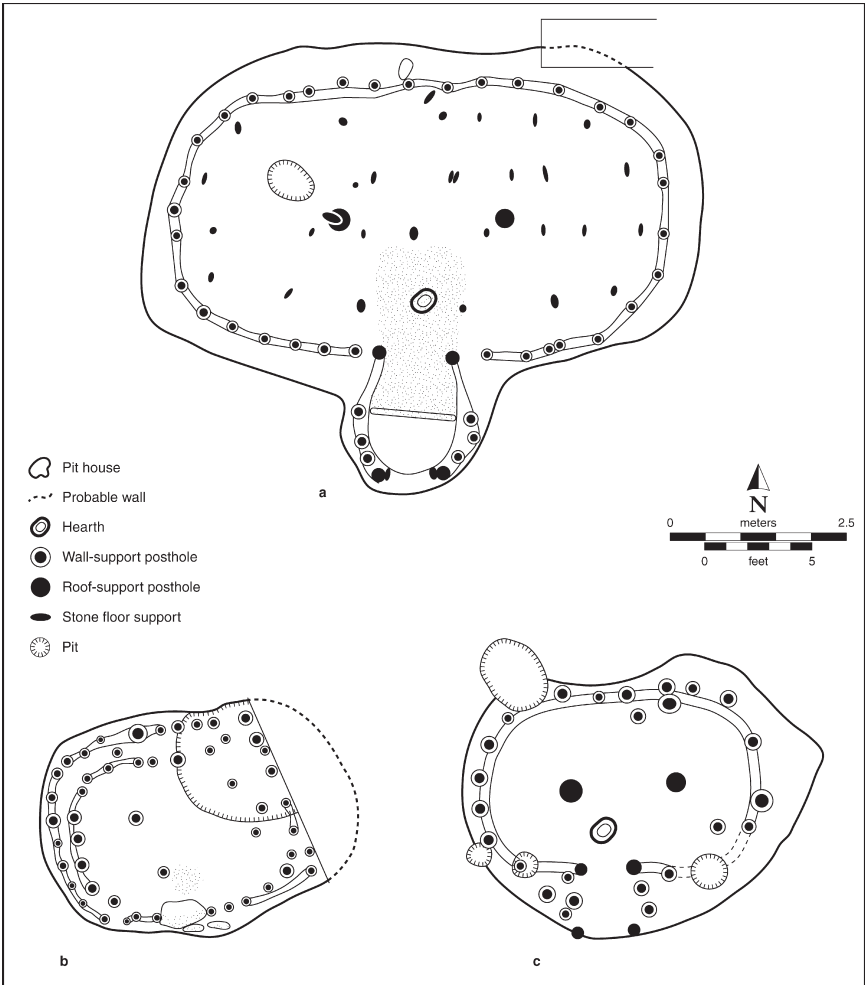 a
Pit house
Probable wall
Hearth
Wall-support posthole
Roof-support posthole
Stone floor support
Pit
N
0 meters 2.5
0 feet 5
b
c